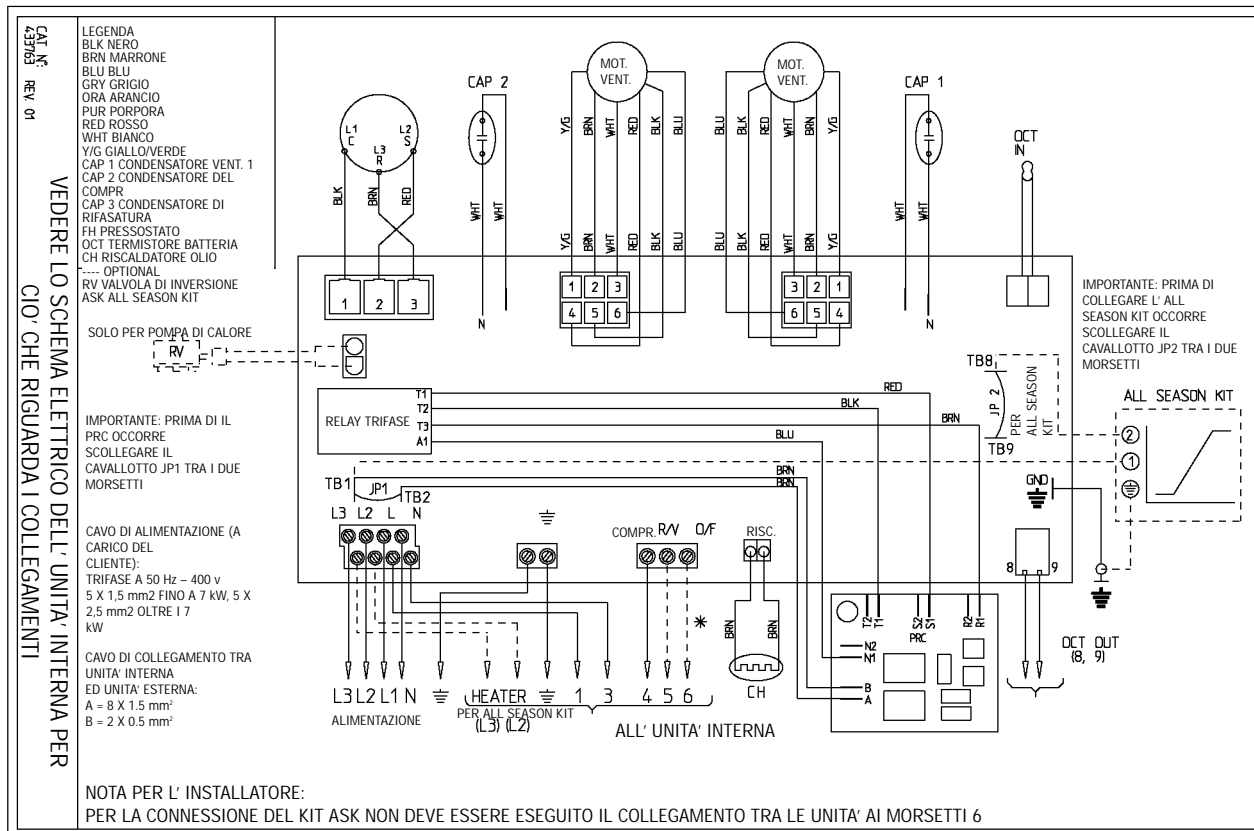 CAT N°:
433763 REV. 01
VEDERE LO SCHEMA ELETTRICO DELL' UNITA' INTERNA PER
CIO' CHE RIGUARDA I COLLEGAMENTI
LEGENDA
BLK NERO
BRN MARRONE
BLU BLU
GRY GRIGIO
ORA ARANCIO
PUR PORPORA
RED ROSSO
WHT BIANCO
Y/G GIALLO/VERDE
CAP 1 CONDENSATORE VENT. 1
CAP 2 CONDENSATORE DEL
COMPR
CAP 3 CONDENSATORE DI
RIFASATURA
FH PRESSOSTATO
OCT TERMISTORE BATTERIA
CH RISCALDATORE OLIO
---- OPTIONAL
RV VALVOLA DI INVERSIONE
ASK ALL SEASON KIT
SOLO PER POMPA DI CALORE
RV
IMPORTANTE: PRIMA DI IL
PRC OCCORRE
SCOLLEGARE IL
CAVALLOTTO JP1 TRA I DUE
MORSETTI
CAVO DI ALIMENTAZIONE (A
CARICO DEL
CLIENTE):
TRIFASE A 50 Hz – 400 v
5 X 1,5 mm2 FINO A 7 kW, 5 X
2,5 mm2 OLTRE I 7
kW
CAVO DI COLLEGAMENTO TRA
UNITA' INTERNA
ED UNITA' ESTERNA:
A = 8 X 1.5 mm²
B = 2 X 0.5 mm²
L1 L2
C S
L3
R
BLK BRN RED
1 2 3
CAP 2
WHT WHT
N
MOT.
VENT.
Y/G BRN WHT RED BLK BLU
Y/G BRN WHT RED BLK BLU
1 2 3
4 5 6
MOT.
VENT.
BLU BLK RED WHT BRN Y/G
BLU BLK RED WHT BRN Y/G
3 2 1
6 5 4
CAP 1
WHT WHT
N
OCT
IN
IMPORTANTE: PRIMA DI
COLLEGARE L' ALL
SEASON KIT OCCORRE
SCOLLEGARE IL
CAVALLOTTO JP2 TRA I DUE
MORSETTI
RELAY TRIFASE
T1
T2
T3
A1
RED
BLK
BRN
BLU
BRN
BRN
TB8
JP 2
PER
ALL SEASON
KIT
TB9
ALL SEASON KIT
2
1
GND
TB1 JP1 TB2
L3 L2 L N
COMPR. R/V O/F
RISC.
BRN BRN
CH
*
8 9
OCT OUT
(8, 9)
T2 T1 S2 S1 R2 R1
PRC
N2
N1
B
A
L3 L2 L1 N
ALIMENTAZIONE
HEATER 1 3 4 5 6
PER ALL SEASON KIT
(L3) (L2)
ALL' UNITA' INTERNA
NOTA PER L' INSTALLATORE:
PER LA CONNESSIONE DEL KIT ASK NON DEVE ESSERE ESEGUITO IL COLLEGAMENTO TRA LE UNITA' AI MORSETTI 6